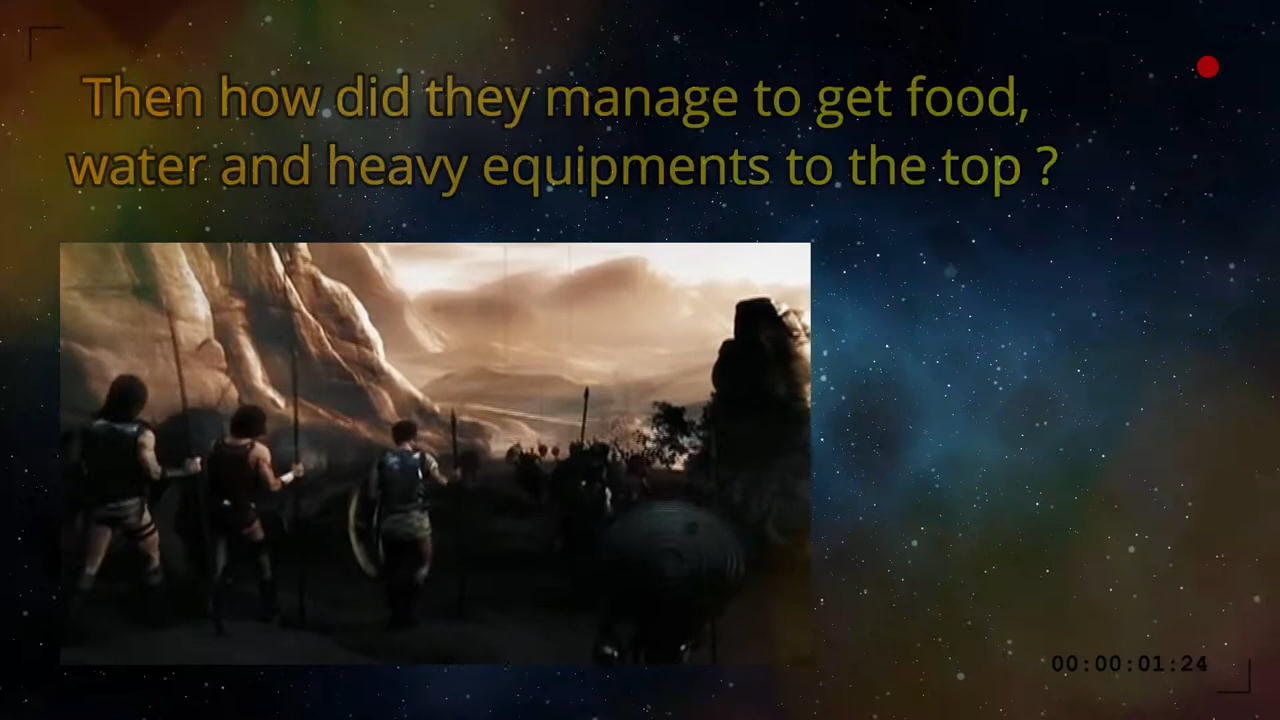 Then how did they manage to get food,
water and heavy equipments to the top ?
00:00:01:24